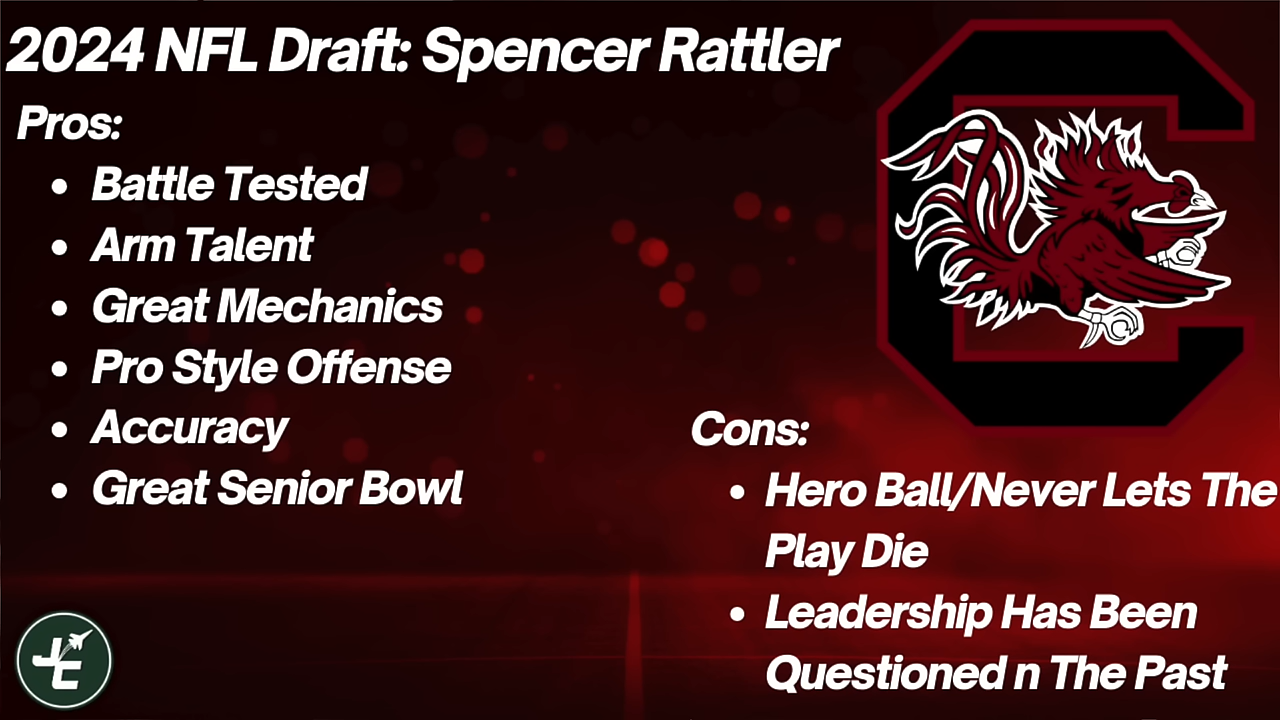 2024 NFL Draft: Spencer Rattler
Pros:
• Battle Tested
• Arm Talent
• Great Mechanics
• Pro Style Offense
• Accuracy
• Great Senior Bowl
Cons:
• Hero Ball/Never Lets The
Play Die
• Leadership Has Been
Questioned n The Past
JE